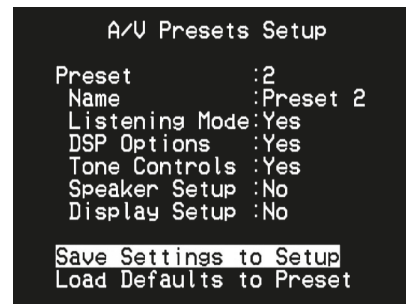 A/V Presets Setup
Preset :2
Name :Preset 2
Listening Mode:Yes
DSP Options :Yes
Tone Controls :Yes
Speaker Setup :No
Display Setup :No
Save Settings to Setup
Load Defaults to Preset